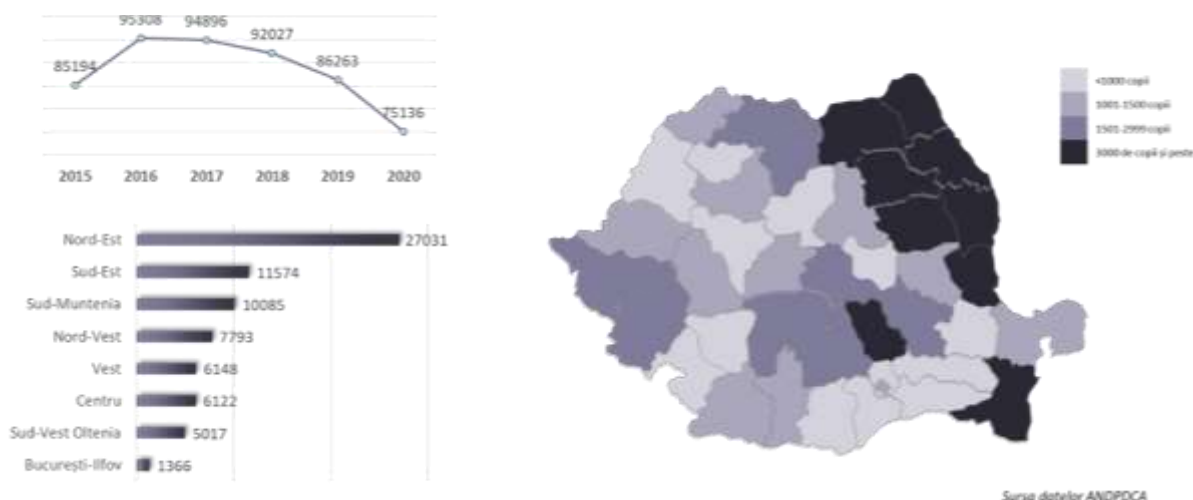 95308
94896
92027
86263
85194
75136
2015 2016 2017 2018 2019 2020
Nord-Est 27031
Sud-Est 11574
Sud-Muntenia 10085
Nord-Vest 7793
Vest 6148
Centru 6122
Sud-Vest Oltenia 5017
București-Ilfov 1366
<1000 copii
1001-1500 copii
1501-2999 copii
3000 de copii și peste
Sursa datelor ANDPDCA